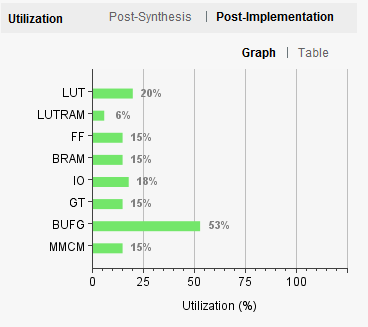 Utilization Post-Synthesis | Post-Implementation
Graph | Table
LUT 20%
LUTRAM 6%
FF 15%
BRAM 15%
IO 18%
GT 15%
BUFG 53%
MMCM 15%
0 25 50 75 100
Utilization (%)